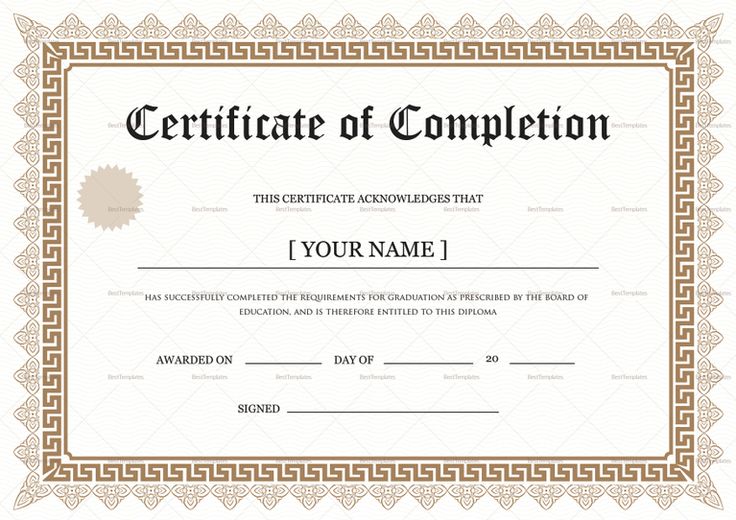 Certificate of Completion
THIS CERTIFICATE ACKNOWLEDGES THAT
[ YOUR NAME ]
HAS SUCCESSFULLY COMPLETED THE REQUIREMENTS FOR GRADUATION AS PRESCRIBED BY THE BOARD OF
EDUCATION, AND IS THEREFORE ENTITLED TO THIS DIPLOMA
AWARDED ON DAY OF 20
SIGNED
BestTemplates